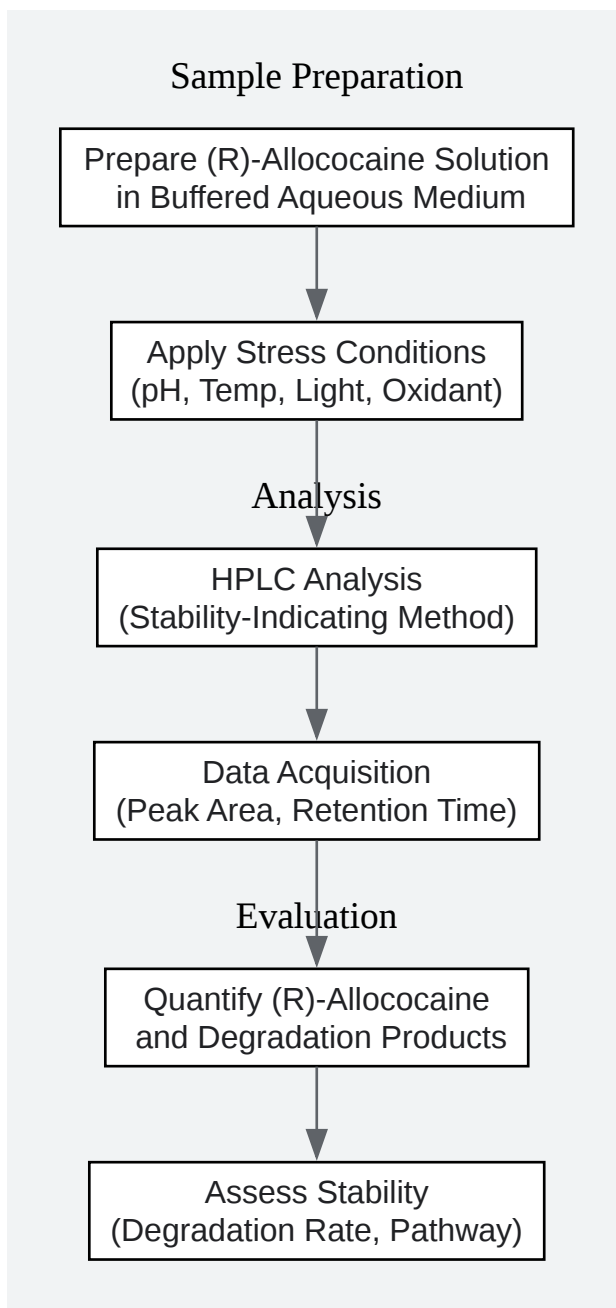 Sample Preparation
Prepare (R)-Allococaine Solution
in Buffered Aqueous Medium
Apply Stress Conditions
(pH, Temp, Light, Oxidant)
Analysis
HPLC Analysis
(Stability-Indicating Method)
Data Acquisition
(Peak Area, Retention Time)
Evaluation
Quantify (R)-Allococaine
and Degradation Products
Assess Stability
(Degradation Rate, Pathway)